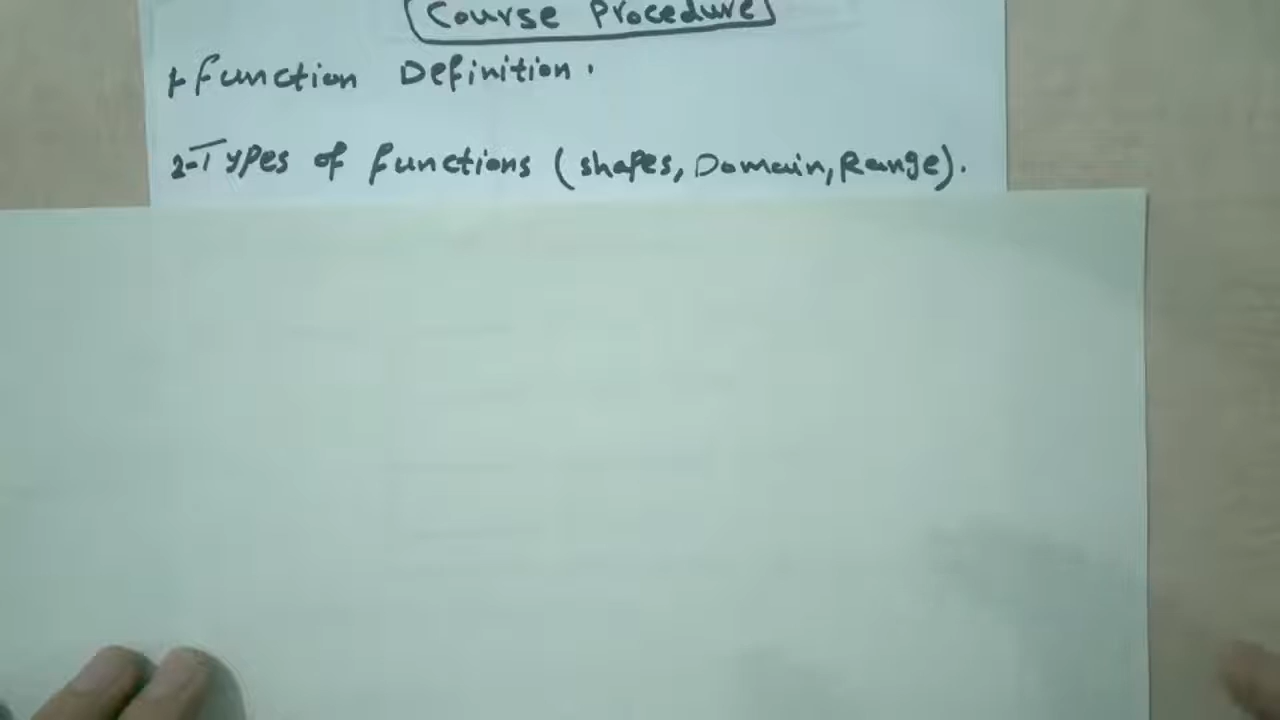 Course Procedure
1- Function Definition.
2- Types of functions (shapes, Domain, Range).